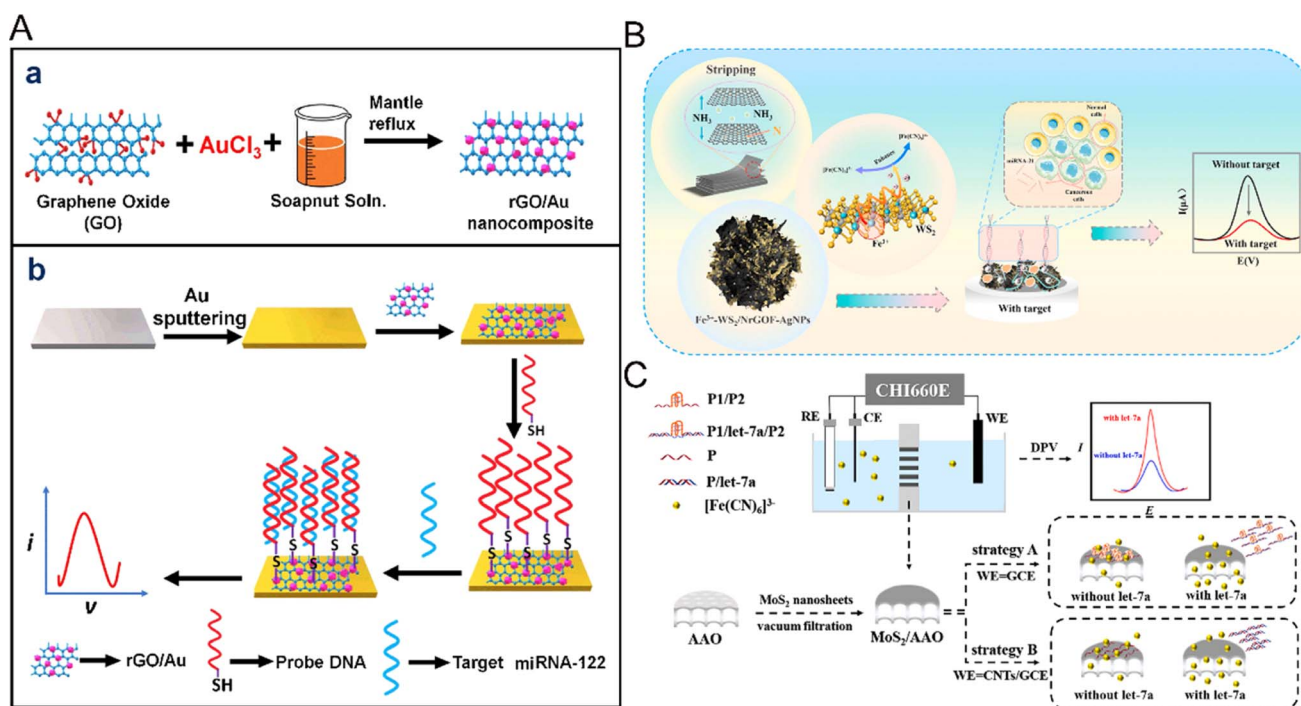 A
a
Graphene Oxide
(GO)
+
AuCl3
+
Soapnut Soln.
Mantle
reflux
rGO/Au
nanocomposite
b
Au
sputtering
SH
S S S S S
S S S S S
i
v
rGO/Au
SH
Probe DNA
Target miRNA-122
B
Stripping
NH3
NH3
NH3
N
Enhance
WS2
Fe3+
Fe3+-WS2/NrGOF-AgNPs
Normal
cells
miRNA-21
Cancerous
cells
With target
I(μA)
Without target
With target
E(V)
C
P1/P2
P1/let-7a/P2
P
P/let-7a
[Fe(CN)6]3-
CHI660E
RE
CE
WE
DPV
I
with let-7a
without let-7a
E
AAO
MoS2 nanosheets
vacuum filtration
MoS2/AAO
strategy A
WE=GCE
without let-7a
with let-7a
strategy B
WE=CNTs/GCE
without let-7a
with let-7a